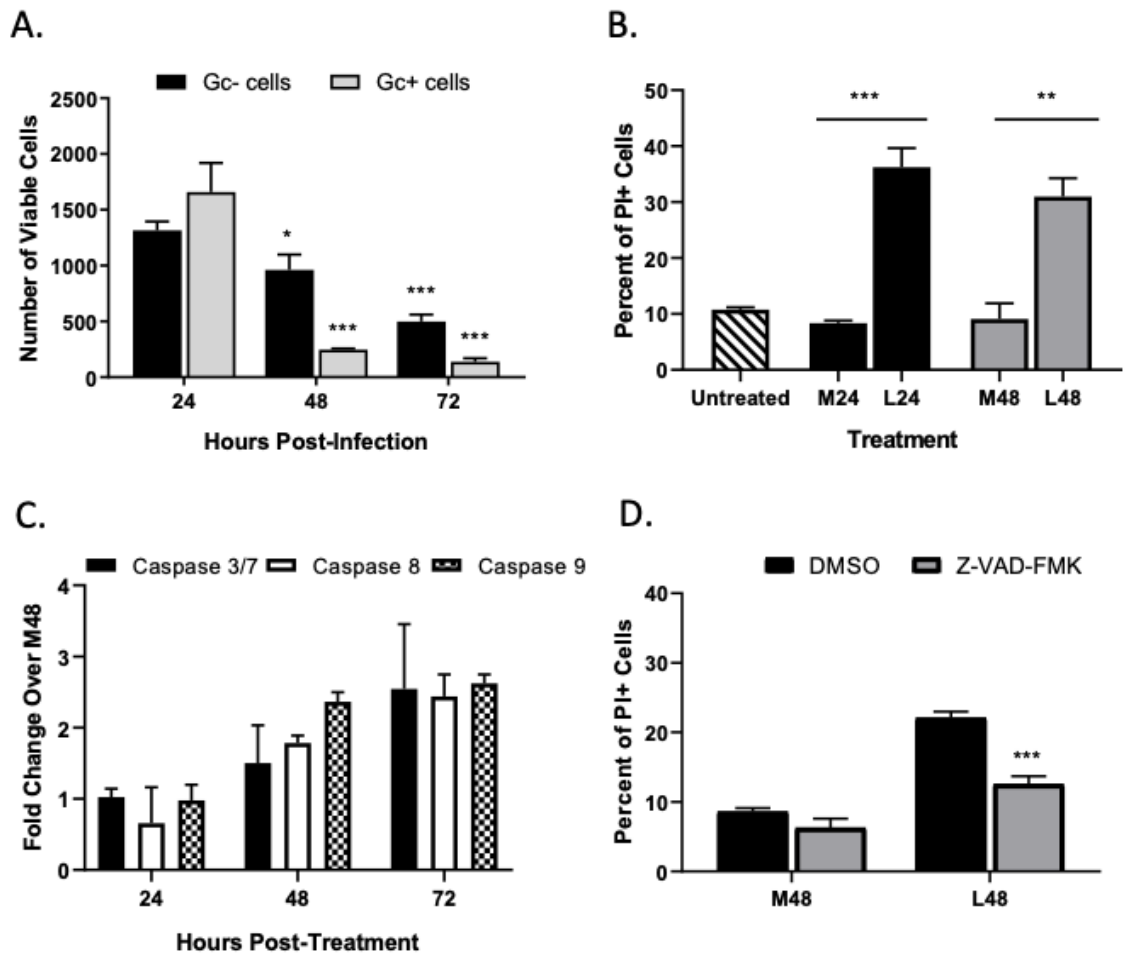 A.
Gc- cells Gc+ cells
Number of Viable Cells
2500
2000
1500
1000
500
0
*
***
***
***
24 48 72
Hours Post-Infection
B.
Percent of PI+ Cells
50
40
30
20
10
0
*** **
Untreated M24 L24 M48 L48
Treatment
C.
Caspase 3/7 Caspase 8 Caspase 9
Fold Change Over M48
4
3
2
1
0
24 48 72
Hours Post-Treatment
D.
DMSO Z-VAD-FMK
Percent of PI+ Cells
40
30
20
10
0
***
M48 L48